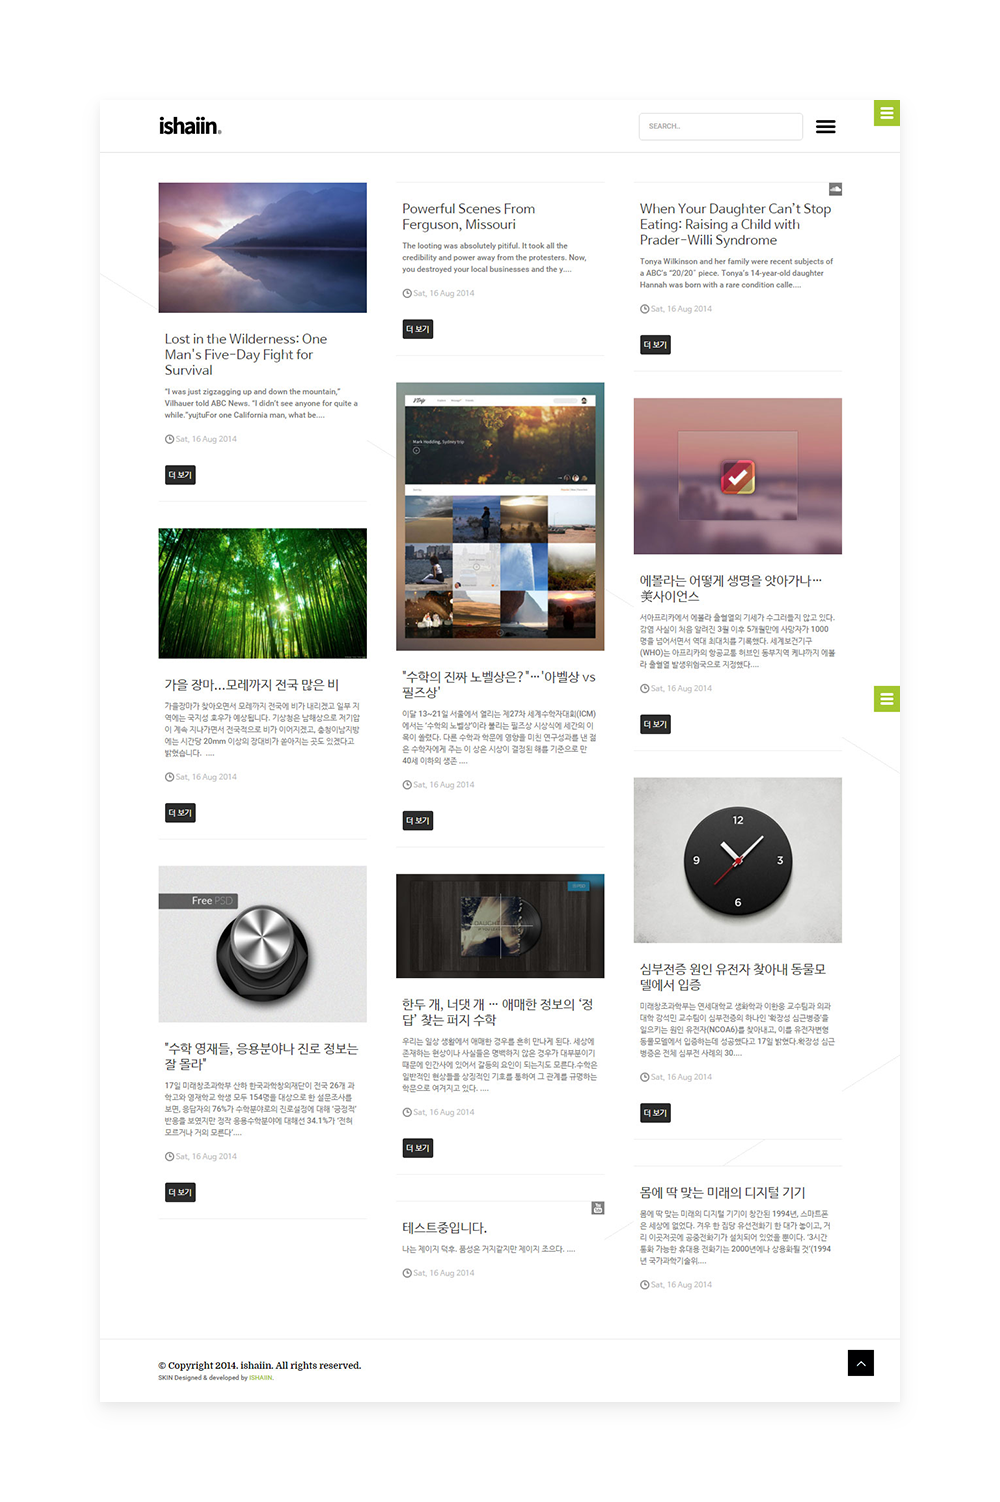 ishaiin.
SEARCH..
Lost in the Wilderness: One
Man's Five-Day Fight for
Survival
"I was just zigzagging up and down the mountain,"
Vilhauer told ABC News. "I didn't see anyone for quite a
while."yujtuFor one California man, what be....
Sat, 16 Aug 2014
더 보기
가을 장마...모레까지 전국 많은 비
가을장마가 찾아오면서 모레까지 전국에 비가 내리겠고 일부 지
역에는 국지성 호우가 예상됩니다. 기상청은 남해상으로 저기압
이 계속 지나가면서 전국적으로 비가 이어지겠고, 충청이남지방
에는 시간당 20mm 이상의 장대비가 쏟아지는 곳도 있겠다고
밝혔습니다. ....
Sat, 16 Aug 2014
더 보기
Free PSD
"수학 영재들, 응용분야나 진로 정보는
잘 몰라"
17일 미래창조과학부 산하 한국과학창의재단이 전국 26개 과
학고와 영재학교 학생 모두 154명을 대상으로 한 설문조사를
보면, 응답자의 76%가 수학분야로의 진로설정에 대해 '긍정적'
반응을 보였지만 정작 응용수학분야에 대해선 34.1%가 '전혀
모르거나 거의 모른다'....
Sat, 16 Aug 2014
더 보기
Powerful Scenes From
Ferguson, Missouri
The looting was absolutely pitiful. It took all the
credibility and power away from the protesters. Now,
you destroyed your local businesses and the y....
Sat, 16 Aug 2014
더 보기
Mark Hedding, Sydney trip
"수학의 진짜 노벨상은?"…'아벨상 vs
필즈상'
이달 13~21일 서울에서 열리는 제27차 세계수학자대회(ICM)
에서는 '수학의 노벨상'이라 불리는 필즈상 시상식에 세간의 이
목이 쏠렸다. 다른 수학과 학문에 영향을 미친 연구성과를 낸 젊
은 수학자에게 주는 이 상은 시상이 결정된 해를 기준으로 만
40세 이하의 생존 ....
Sat, 16 Aug 2014
더 보기
한두 개, 너댓 개 … 애매한 정보의 '정
답' 찾는 퍼지 수학
우리는 일상 생활에서 애매한 경우를 흔히 만나게 된다. 세상에
존재하는 현상이나 사실들은 명백하지 않은 경우가 대부분이기
때문에 인간사에 있어서 갈등의 요인이 되는지도 모른다.수학은
일반적인 현상들을 상징적인 기호를 통하여 그 관계를 규명하는
학문으로 여겨지고 있다. ....
Sat, 16 Aug 2014
더 보기
테스트중입니다.
나는 제이지 덕후. 품성은 거지같지만 제이지 조으다. ....
Sat, 16 Aug 2014
When Your Daughter Can't Stop
Eating: Raising a Child with
Prader-Willi Syndrome
Tonya Wilkinson and her family were recent subjects of
a ABC's "20/20" piece. Tonya's 14-year-old daughter
Hannah was born with a rare condition calle....
Sat, 16 Aug 2014
더 보기
에볼라는 어떻게 생명을 앗아가나…
美사이언스
서아프리카에서 에볼라 출혈열의 기세가 수그러들지 않고 있다.
감염 사실이 처음 알려진 3월 이후 5개월만에 사망자가 1000
명을 넘어서면서 역대 최대치를 기록했다. 세계보건기구
(WHO)는 아프리카의 항공교통 허브인 동부지역 케냐까지 에볼
라 출혈열 발생위험국으로 지정했다....
Sat, 16 Aug 2014
더 보기
12
9
3
6
심부전증 원인 유전자 찾아내 동물모
델에서 입증
미래창조과학부는 연세대학교 생화학과 이한웅 교수팀과 의과
대학 강석민 교수팀이 심부전증의 하나인 '확장성 심근병증'을
일으키는 원인 유전자(NCOA6)를 찾아내고, 이를 유전자변형
동물모델에서 입증하는데 성공했다고 17일 밝혔다.확장성 심근
병증은 전체 심부전 사례의 30....
Sat, 16 Aug 2014
더 보기
몸에 딱 맞는 미래의 디지털 기기
몸에 딱 맞는 미래의 디지털 기기이 창간된 1994년, 스마트폰
은 세상에 없었다. 겨우 한 집당 유선전화기 한 대가 놓이고, 거
리 이곳저곳에 공중전화기가 설치되어 있었을 뿐이다. '3시간
통화 가능한 휴대용 전화기는 2000년에나 상용화될 것'(1994
년 국가과학기술위....
Sat, 16 Aug 2014
© Copyright 2014. ishaiin. All rights reserved.
SKIN Designed & developed by ISHAIIN.